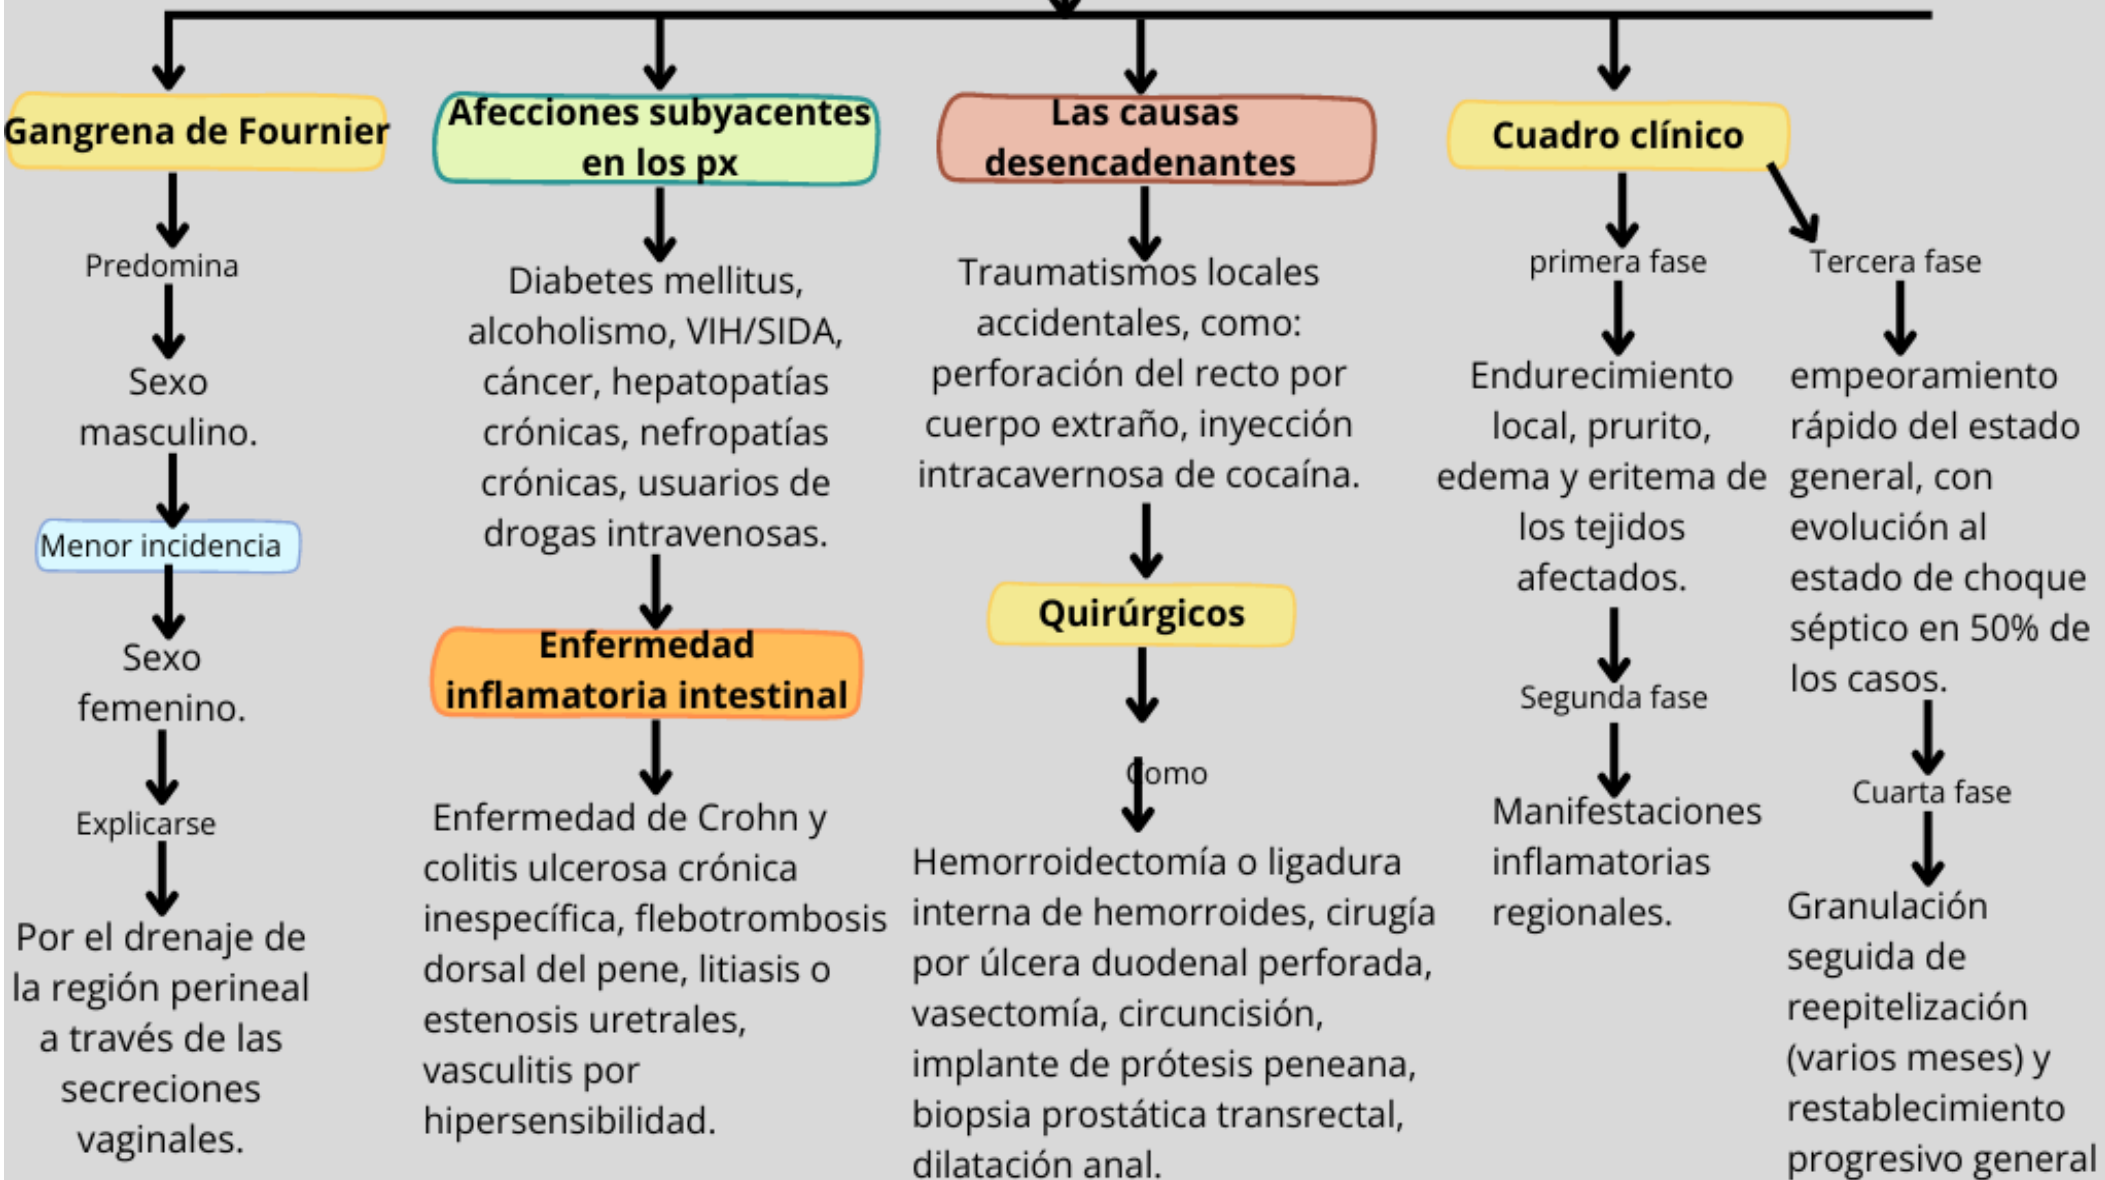 Gangrena de Fournier
Predomina
Sexo
masculino.
Menor incidencia
Sexo
femenino.
Explicarse
Por el drenaje de
la región perineal
a través de las
secreciones
vaginales.
Afecciones subyacentes
en los px
Diabetes mellitus,
alcoholismo, VIH/SIDA,
cáncer, hepatopatías
crónicas, nefropatías
crónicas, usuarios de
drogas intravenosas.
Enfermedad
inflamatoria intestinal
Enfermedad de Crohn y
colitis ulcerosa crónica
inespecífica, flebotrombosis
dorsal del pene, litiasis o
estenosis uretrales,
vasculitis por
hipersensibilidad.
Las causas
desencadenantes
Traumatismos locales
accidentales, como:
perforación del recto por
cuerpo extraño, inyección
intracavernosa de cocaína.
Quirúrgicos
Como
Hemorroidectomía o ligadura
interna de hemorroides, cirugía
por úlcera duodenal perforada,
vasectomía, circuncisión,
implante de prótesis peneana,
biopsia prostática transrectal,
dilatación anal.
Cuadro clínico
primera fase
Endurecimiento
local, prurito,
edema y eritema de
los tejidos
afectados.
Segunda fase
Manifestaciones
inflamatorias
regionales.
Tercera fase
empeoramiento
rápido del estado
general, con
evolución al
estado de choque
séptico en 50% de
los casos.
Cuarta fase
Granulación
seguida de
reepitelización
(varios meses) y
restablecimiento
progresivo general